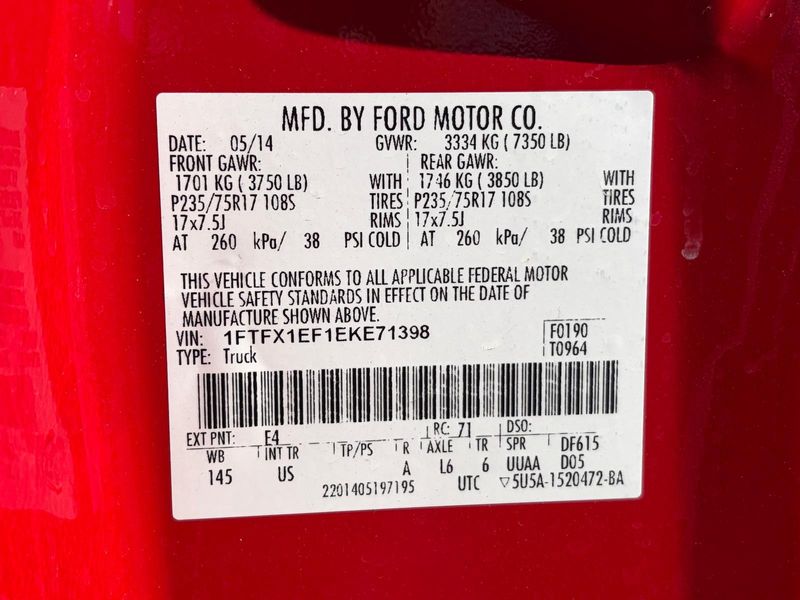 MFD. BY FORD MOTOR CO.
DATE: 05/14 GVWR: 3334 KG ( 7350 LB)
FRONT GAWR: REAR GAWR:
1701 KG ( 3750 LB) WITH 1746 KG ( 3850 LB) WITH
P235/75R17 108S TIRES P235/75R17 108S TIRES
17x7.5J RIMS 17x7.5J RIMS
AT 260 kPa/ 38 PSI COLD AT 260 kPa/ 38 PSI COLD
THIS VEHICLE CONFORMS TO ALL APPLICABLE FEDERAL MOTOR
VEHICLE SAFETY STANDARDS IN EFFECT ON THE DATE OF
MANUFACTURE SHOWN ABOVE.
VIN: 1FTFX1EF1EKE71398 F0190
TYPE: Truck T0964
EXT PNT: E4 RC: 71 DSO:
WB INT TR TP/PS R AXLE TR SPR DF615
145 US A L6 6 UUAA D05
2201405197195 UTC ▽5U5A-1520472-BA